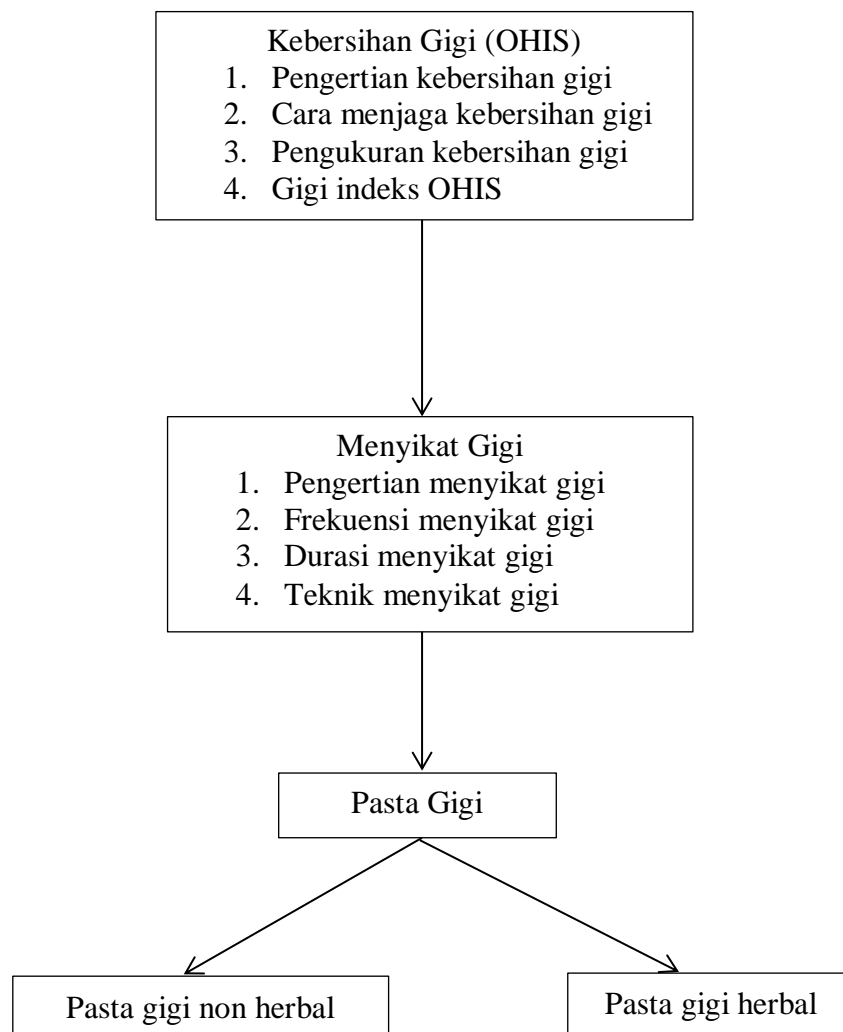 Kebersihan Gigi (OHIS)
1. Pengertian kebersihan gigi
2. Cara menjaga kebersihan gigi
3. Pengukuran kebersihan gigi
4. Gigi indeks OHIS
Menyikat Gigi
1. Pengertian menyikat gigi
2. Frekuensi menyikat gigi
3. Durasi menyikat gigi
4. Teknik menyikat gigi
Pasta Gigi
Pasta gigi non herbal
Pasta gigi herbal